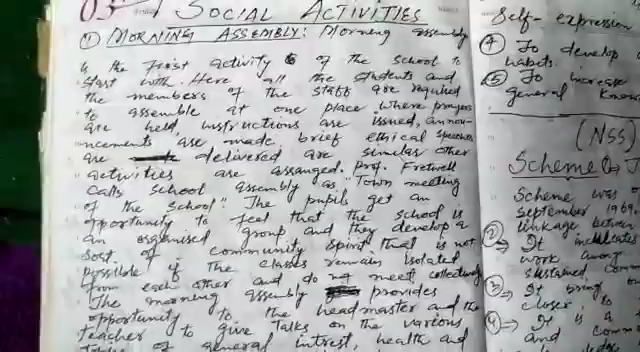 03 SOCIAL ACTIVITIES
① MORNING ASSEMBLY: Morning assembly
is the first activity of the school to
start with. Here all the students and
the members of the staff are required
to assemble at one place where prayers
are held, instructions are issued, annou-
ncements are made brief ethical speeches
are delivered are similar other
activities are arranged. prof. Fretwell
calls school assembly as "Town meeting
of the school" The pupils get an
opportunity to feel that the school is
an organised group and they develop a
sort of community spirit that is not
possible if the classes remain isolated
from each other and do not meet collectively
The morning assembly provides
opportunity to the headmaster and the
teacher to give talks on the various
of general intrest, health and
Self-expression
④ To develop
habits.
⑤ To increase
general know
(NSS)
Scheme
Scheme was
September 1969
② linkage between
⇒ It inculcates
work among
sustained comm
③⇒ It bring
closer to
④⇒ It is a
and comm